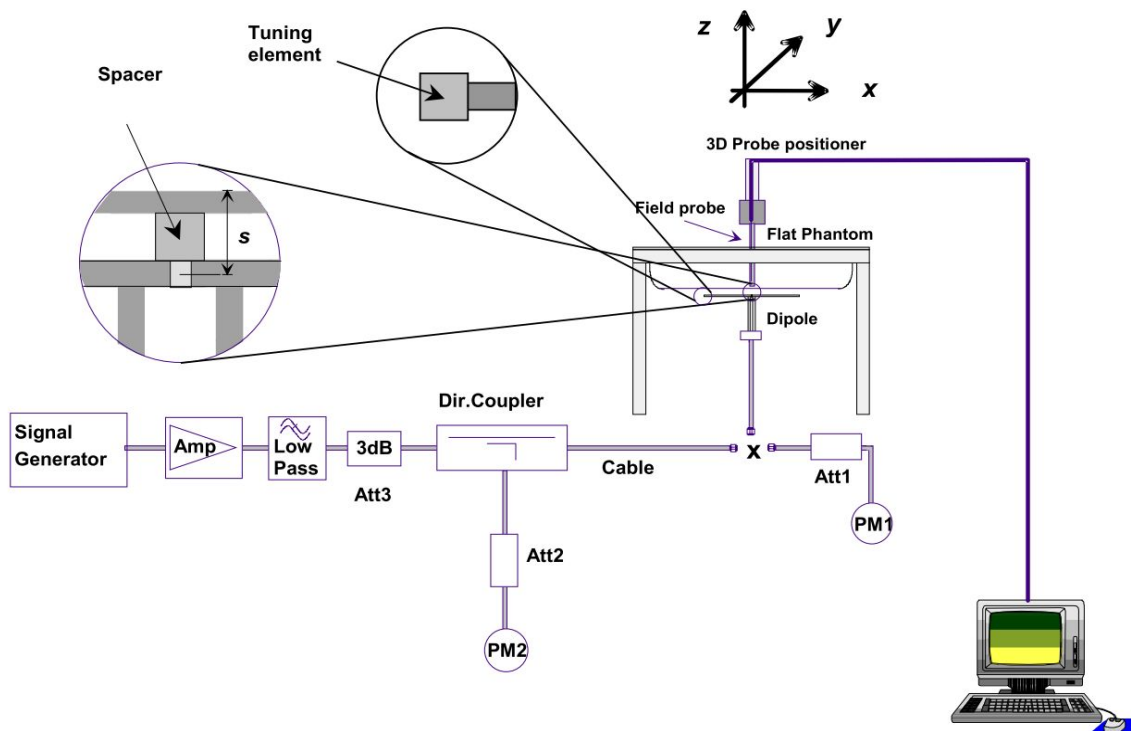 Tuning
element
Spacer
z
y
x
3D Probe positioner
s
Field probe
Flat Phantom
Dipole
Dir.Coupler
Signal
Generator
Amp
Low
Pass
3dB
Att3
Cable
x
Att1
PM1
Att2
PM2